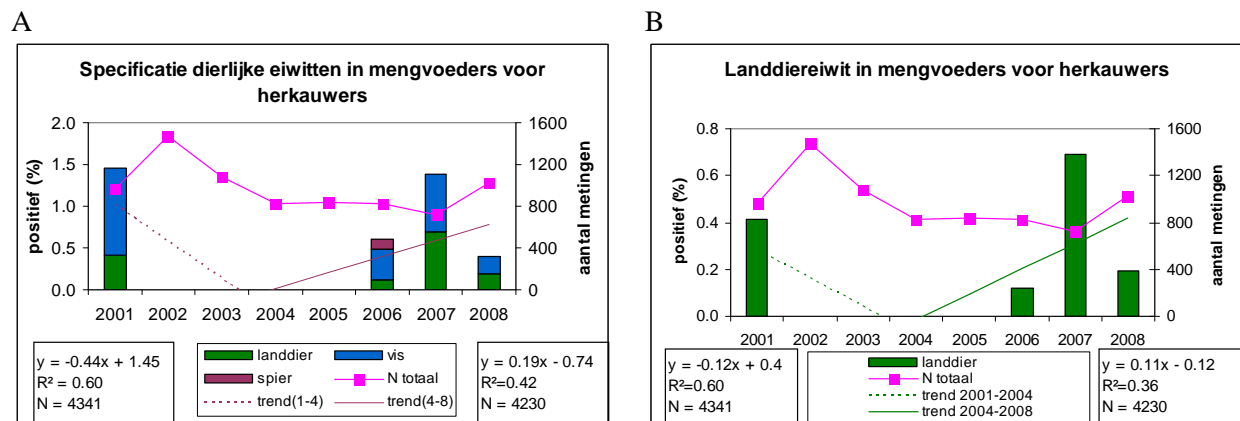 A
B
Specificatie dierlijke eiwitten in mengvoeders voor
herkauwers
positief (%)
2.0
1.5
1.0
0.5
0.0
1600
1200
800
400
0
aantal metingen
2001 2002 2003 2004 2005 2006 2007 2008
y = -0.44x + 1.45
R² = 0.60
N = 4341
landdier
vis
spier
N totaal
trend(1-4)
trend(4-8)
y = 0.19x - 0.74
R²=0.42
N = 4230
Landdiereiwit in mengvoeders voor herkauwers
positief (%)
0.8
0.6
0.4
0.2
0.0
1600
1200
800
400
0
aantal metingen
2001 2002 2003 2004 2005 2006 2007 2008
y = -0.12x + 0.4
R²=0.60
N = 4341
landdier
N totaal
trend 2001-2004
trend 2004-2008
y = 0.11x - 0.12
R²=0.36
N = 4230